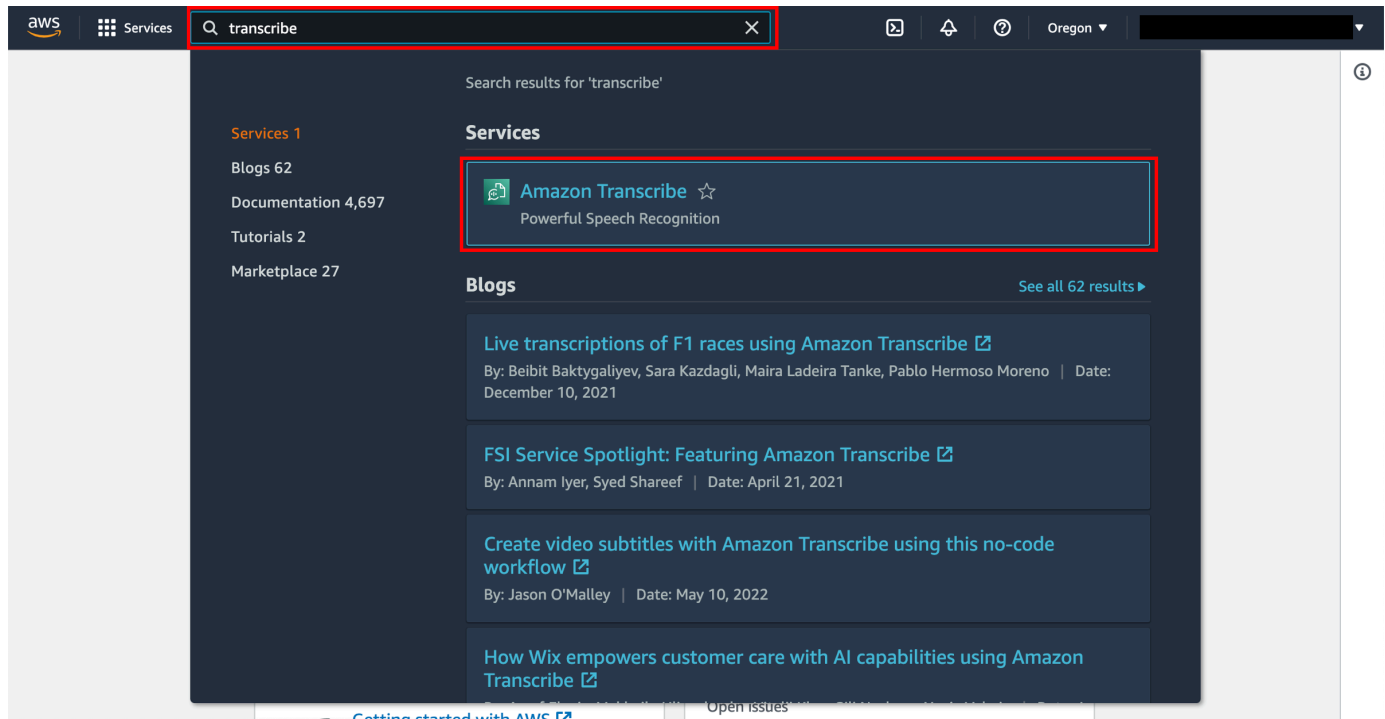 aws
Services
transcribe
Oregon
Search results for 'transcribe'
Services 1
Blogs 62
Documentation 4,697
Tutorials 2
Marketplace 27
Services
Amazon Transcribe
Powerful Speech Recognition
Blogs
See all 62 results
Live transcriptions of F1 races using Amazon Transcribe
By: Beibit Baktygaliyev, Sara Kazdagli, Maira Ladeira Tanke, Pablo Hermoso Moreno | Date:
December 10, 2021
FSI Service Spotlight: Featuring Amazon Transcribe
By: Annam Iyer, Syed Shareef | Date: April 21, 2021
Create video subtitles with Amazon Transcribe using this no-code
workflow
By: Jason O'Malley | Date: May 10, 2022
How Wix empowers customer care with AI capabilities using Amazon
Transcribe
Getting started with AWS
Open issues